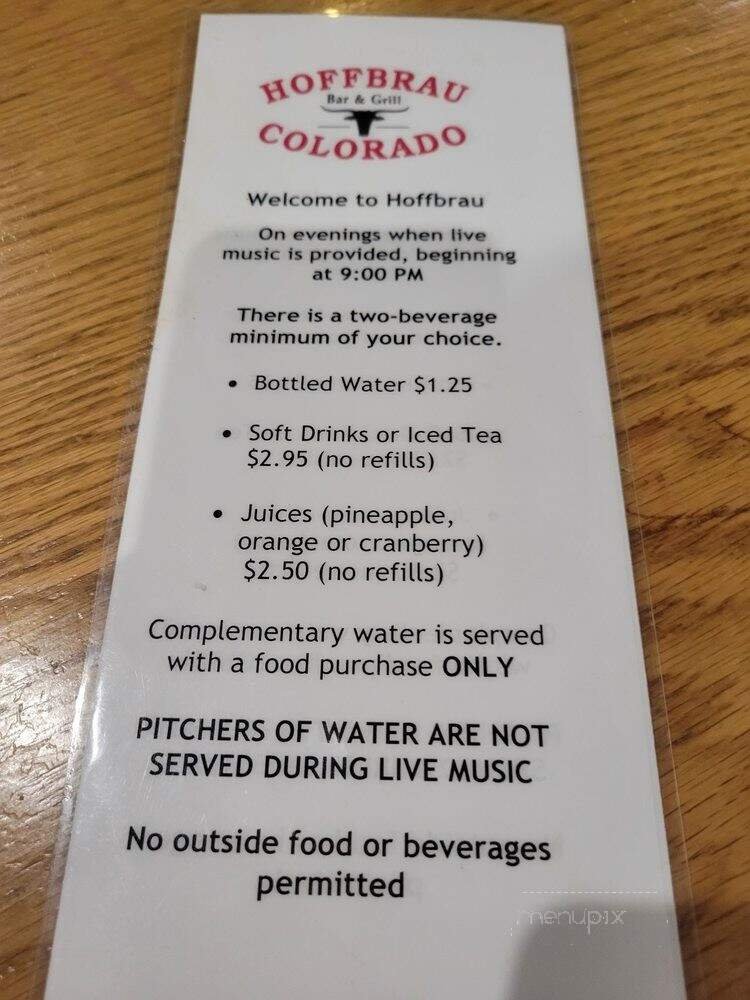 HOFFBRAU
Bar & Grill
COLORADO
Welcome to Hoffbrau
On evenings when live
music is provided, beginning
at 9:00 PM
There is a two-beverage
minimum of your choice.
• Bottled Water $1.25
• Soft Drinks or Iced Tea
$2.95 (no refills)
• Juices (pineapple,
orange or cranberry)
$2.50 (no refills)
Complementary water is served
with a food purchase ONLY
PITCHERS OF WATER ARE NOT
SERVED DURING LIVE MUSIC
No outside food or beverages
permitted
menupix